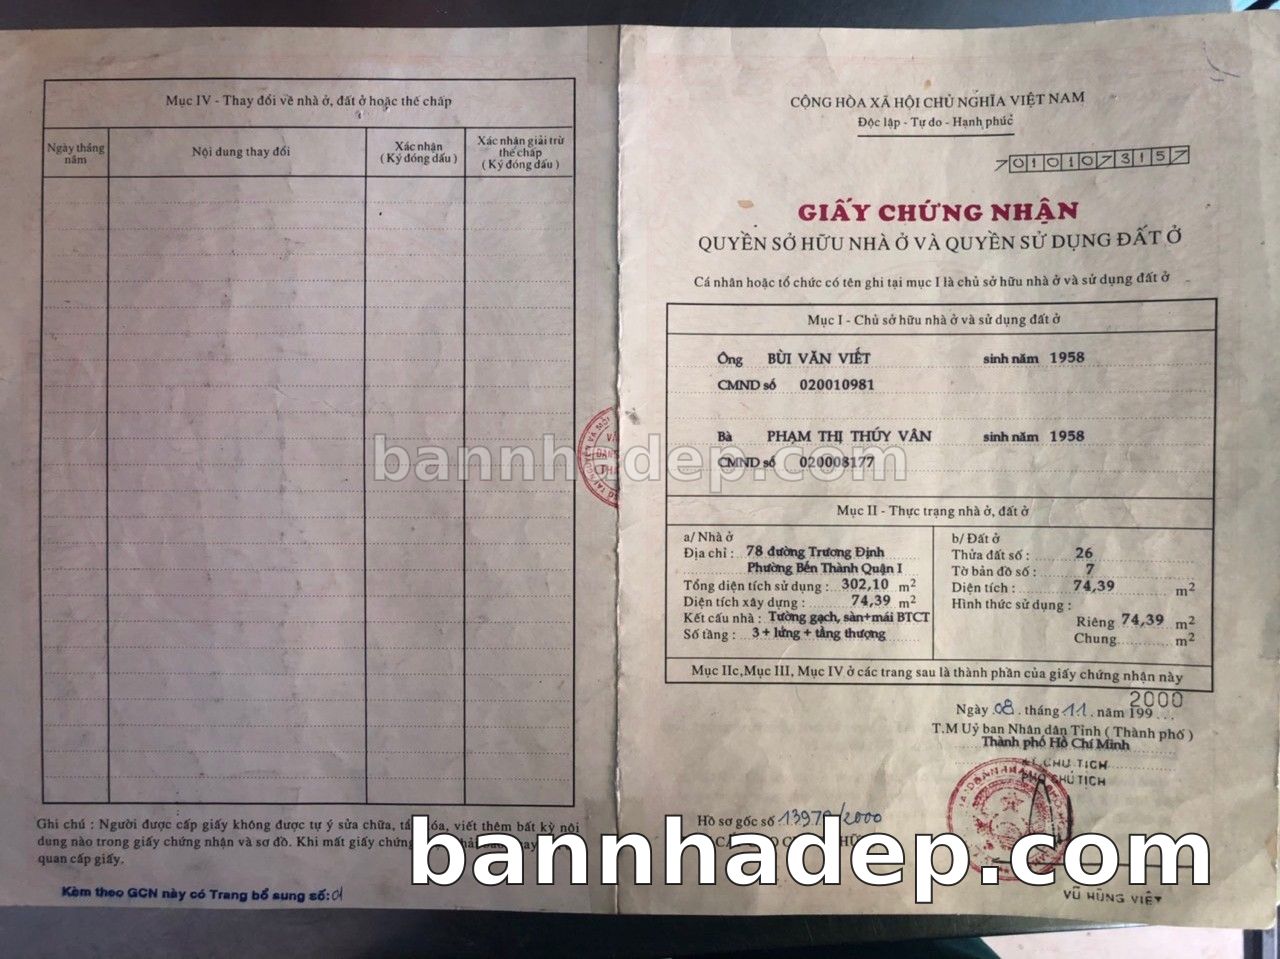 Mục IV - Thay đổi về nhà ở, đất ở hoặc thế chấp
Ngày tháng năm
Nội dung thay đổi
Xác nhận
(Ký đóng dấu)
Xác nhận giải trừ thế chấp
(Ký đóng dấu)
Ghi chú : Người được cấp giấy không được tự ý sửa chữa, tẩy xóa, viết thêm bất kỳ nội
dung nào trong giấy chứng nhận và sơ đồ. Khi mất giấy chứng
quan cấp giấy.
Kèm theo GCN này có Trang bổ sung số: 01
CỘNG HÒA XÃ HỘI CHỦ NGHĨA VIỆT NAM
Độc lập - Tự do - Hạnh phúc
70101073157
GIẤY CHỨNG NHẬN
QUYỀN SỞ HỮU NHÀ Ở VÀ QUYỀN SỬ DỤNG ĐẤT Ở
Cá nhân hoặc tổ chức có tên ghi tại mục I là chủ sở hữu nhà ở và sử dụng đất ở
Mục I - Chủ sở hữu nhà ở và sử dụng đất ở
Ông BÙI VĂN VIẾT sinh năm 1958
CMND số 020010981
Bà PHẠM THỊ THÚY VÂN sinh năm 1958
CMND số 020008177
bannhadep.com
Mục II - Thực trạng nhà ở, đất ở
a/ Nhà ở
Địa chỉ : 78 đường Trương Định
Phường Bến Thành Quận I
Tổng diện tích sử dụng : 302,10 m2
Diện tích xây dựng : 74,39 m2
Kết cấu nhà : Tường gạch, sàn+mái BTCT
Số tầng : 3 + lửng + tầng thượng
b/ Đất ở
Thửa đất số : 26
Tờ bản đồ số : 7
Diện tích : 74,39 m2
Hình thức sử dụng :
Riêng 74,39 m2
Chung m2
Mục IIc,Mục III, Mục IV ở các trang sau là thành phần của giấy chứng nhận này
2000
Ngày 08. tháng 11. năm 199...
T.M Uỷ ban Nhân dân Tỉnh ( Thành phố )
Thành phố Hồ Chí Minh
KT. CHỦ TỊCH
PHÓ CHỦ TỊCH
Hồ sơ gốc số /2000
bannhadep.com
VŨ HÙNG VIỆT